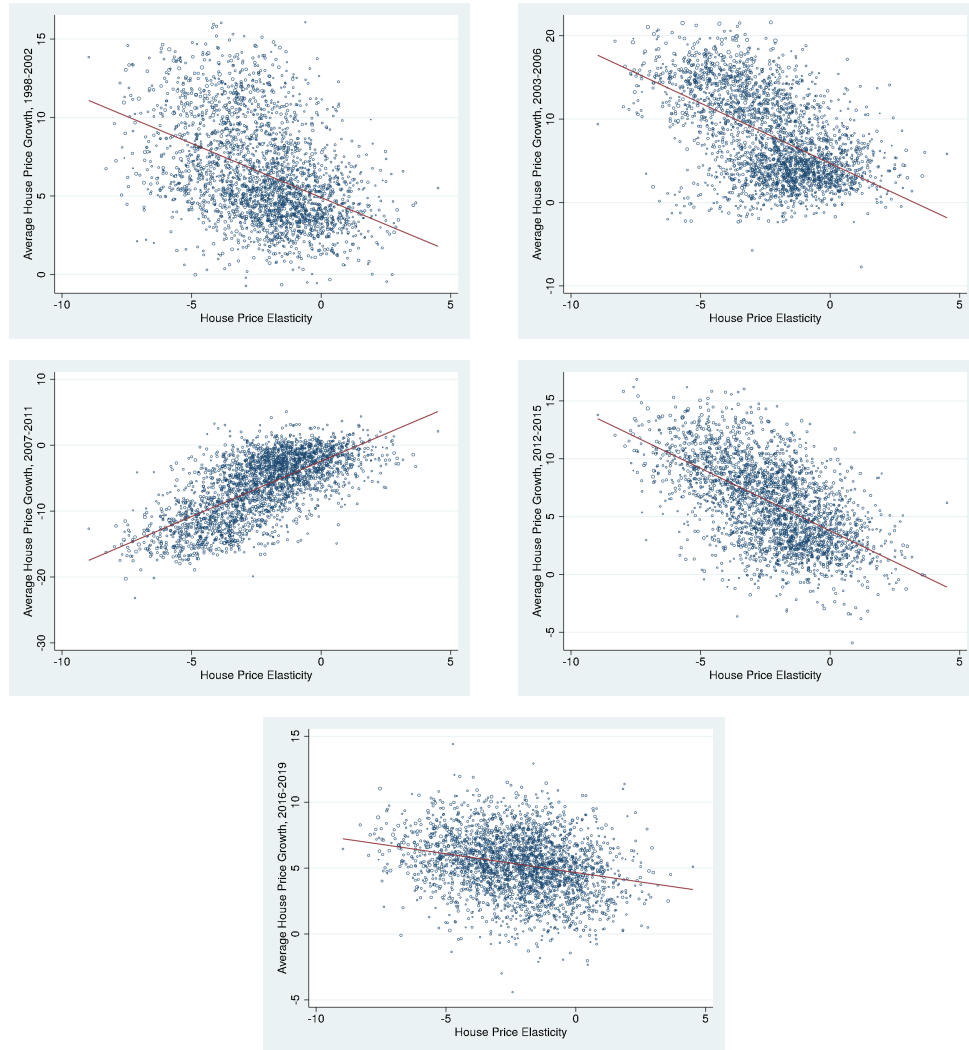 Average House Price Growth, 1998-2002
15
10
5
0
-10 -5 0 5
House Price Elasticity
Average House Price Growth, 2003-2006
20
10
0
-10
-10 -5 0 5
House Price Elasticity
Average House Price Growth, 2007-2011
10
0
-10
-20
-30
-10 -5 0 5
House Price Elasticity
Average House Price Growth, 2012-2015
15
10
5
0
-5
-10 -5 0 5
House Price Elasticity
Average House Price Growth, 2016-2019
15
10
5
0
-5
-10 -5 0 5
House Price Elasticity